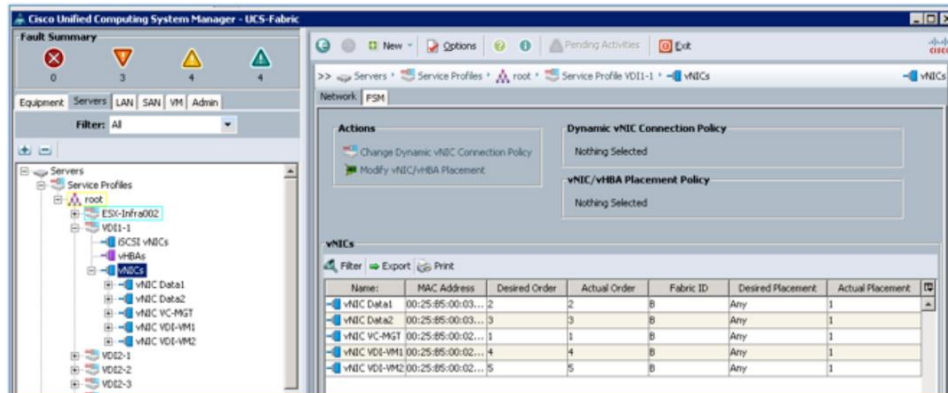 Cisco Unified Computing System Manager - UCS-Fabric
Fault Summary
0 3 4 4
Equipment Servers LAN SAN VM Admin
Filter: All
Servers
Service Profiles
root
ESX-Infra002
VDI1-1
iSCSI vNICs
vHBAs
vNICs
vNIC Data1
vNIC Data2
vNIC VC-MGT
vNIC VDI-VM1
vNIC VDI-VM2
VDI2-1
VDI2-2
VDI2-3
New Options Pending Activities Exit
CISCO
>> Servers Service Profiles root Service Profile VDI1-1 vNICs vNICs
Network FSM
Actions
Change Dynamic vNIC Connection Policy
Modify vNIC/vHBA Placement
Dynamic vNIC Connection Policy
Nothing Selected
vNIC/vHBA Placement Policy
Nothing Selected
vNICs
Filter Export Print
Name: MAC Address Desired Order Actual Order Fabric ID Desired Placement Actual Placement
vNIC Data1 00:25:B5:00:03... 2 2 B Any 1
vNIC Data2 00:25:B5:00:03... 3 3 B Any 1
vNIC VC-MGT 00:25:B5:00:02... 1 1 B Any 1
vNIC VDI-VM1 00:25:B5:00:02... 4 4 B Any 1
vNIC VDI-VM2 00:25:B5:00:02... 5 5 B Any 1